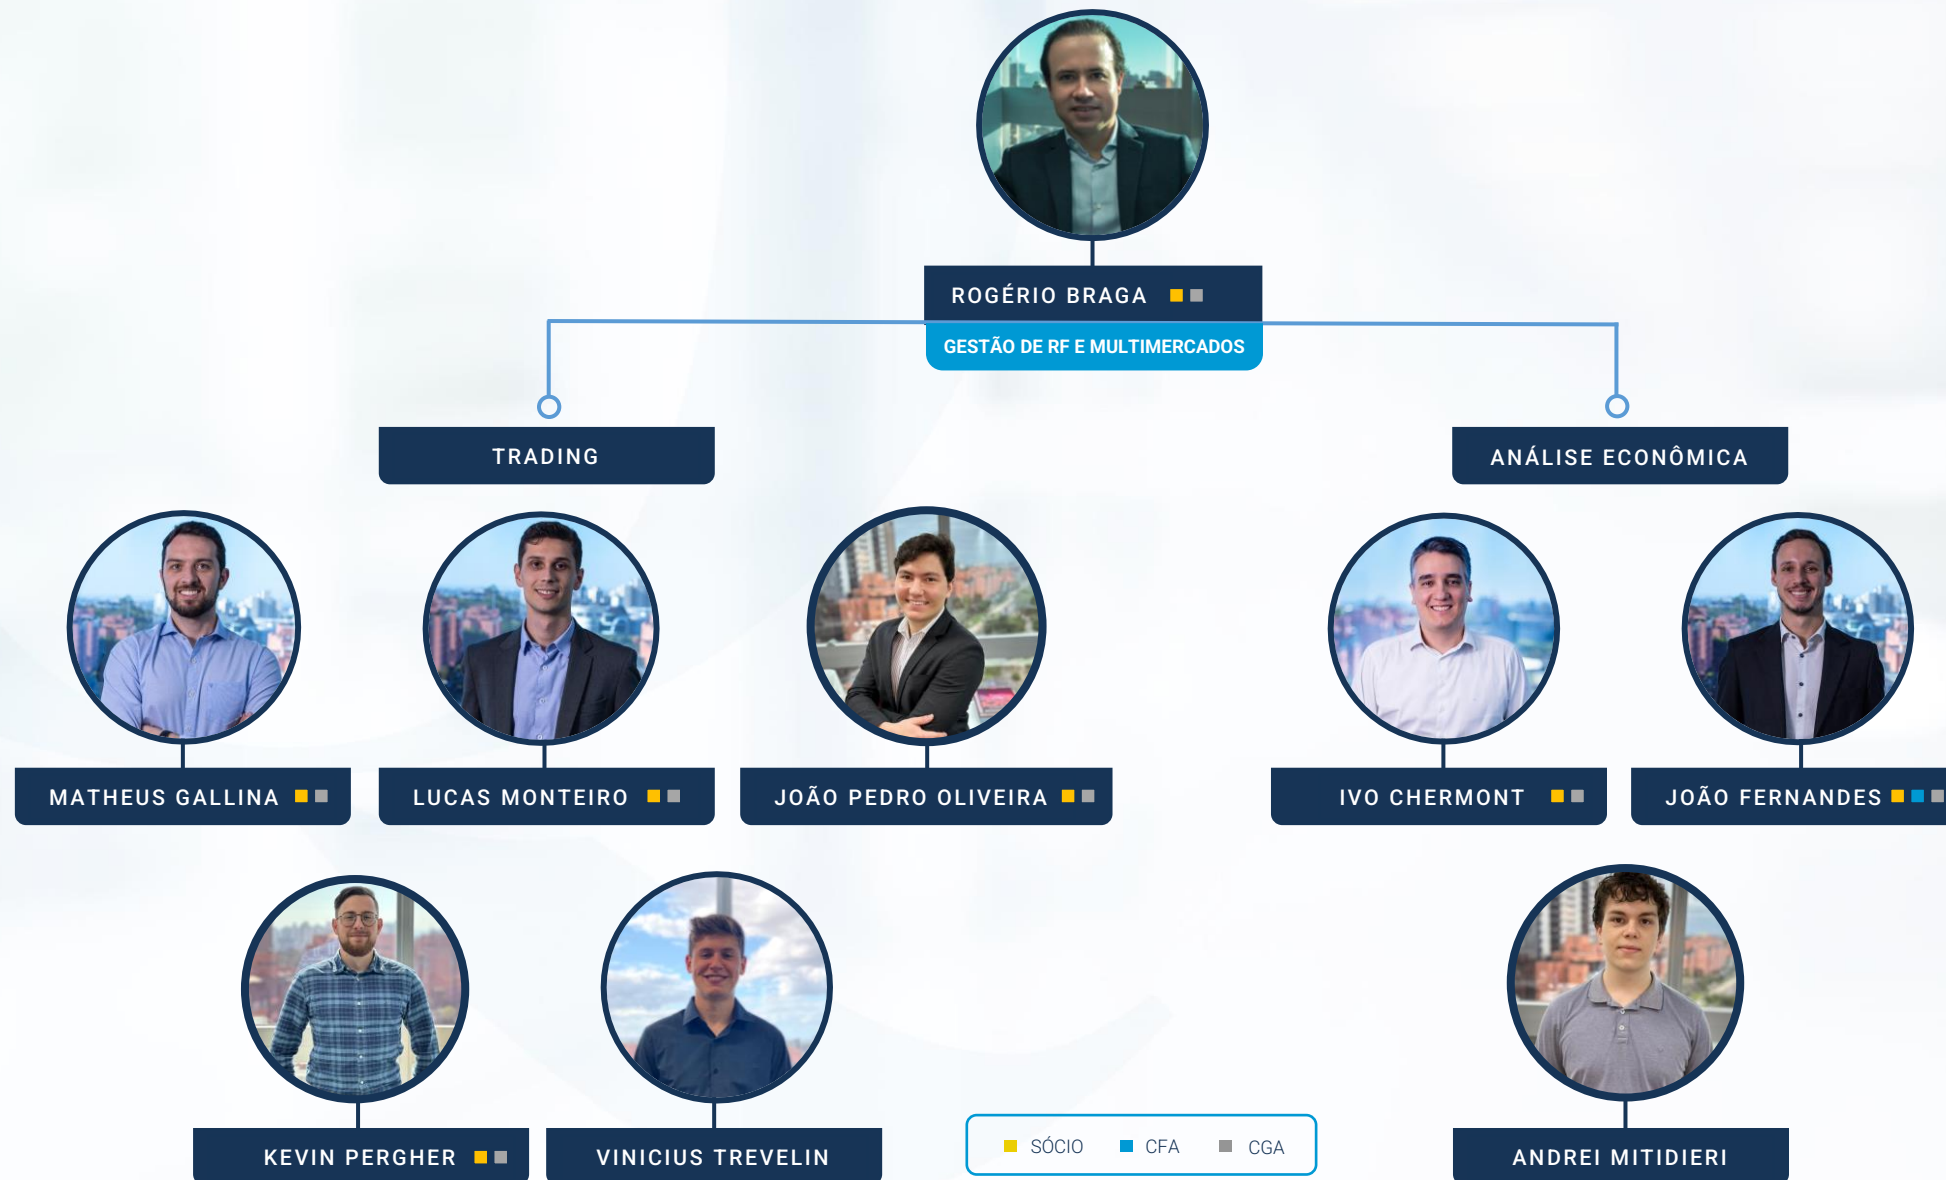 ROGÉRIO BRAGA
GESTÃO DE RF E MULTIMERCADOS
TRADING
ANÁLISE ECONÔMICA
MATHEUS GALLINA
LUCAS MONTEIRO
JOÃO PEDRO OLIVEIRA
IVO CHERMONT
JOÃO FERNANDES
KEVIN PERGHER
VINICIUS TREVELIN
SÓCIO CFA CGA
ANDREI MITIDIERI